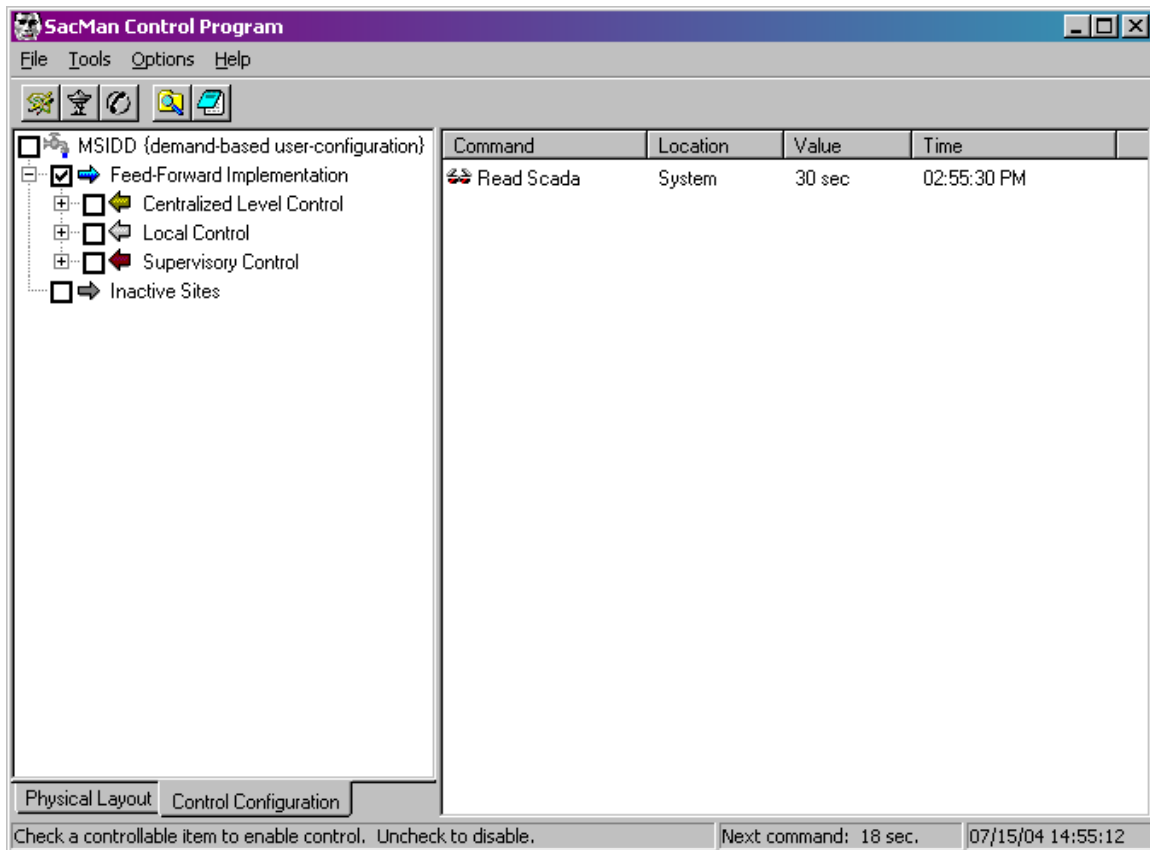 SacMan Control Program
File Tools Options Help
MSIDD {demand-based user-configuration}
Feed-Forward Implementation
Centralized Level Control
Local Control
Supervisory Control
Inactive Sites
Command Location Value Time
Read Scada System 30 sec 02:55:30 PM
Physical Layout Control Configuration
Check a controllable item to enable control. Uncheck to disable. Next command: 18 sec. 07/15/04 14:55:12